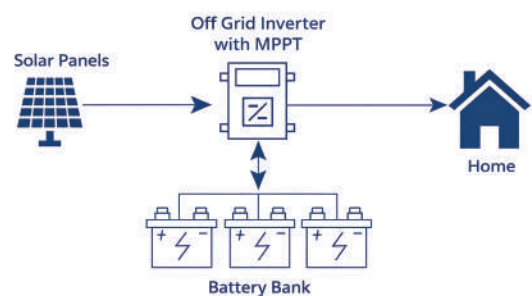 Off Grid Inverter
with MPPT
Solar Panels
Home
+ - + - + -
Battery Bank